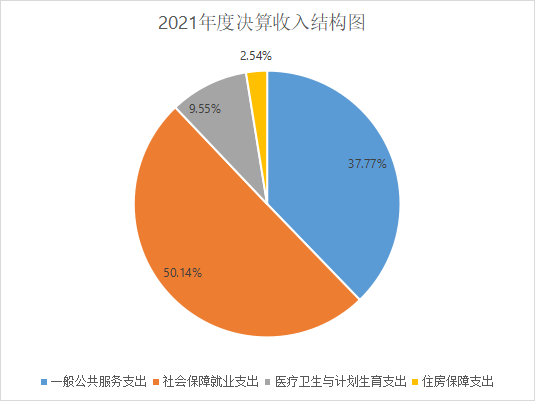 2021年度决算收入结构图
2.54%
9.55%
37.77%
50.14%
一般公共服务支出 社会保障就业支出 医疗卫生与计划生育支出 住房保障支出